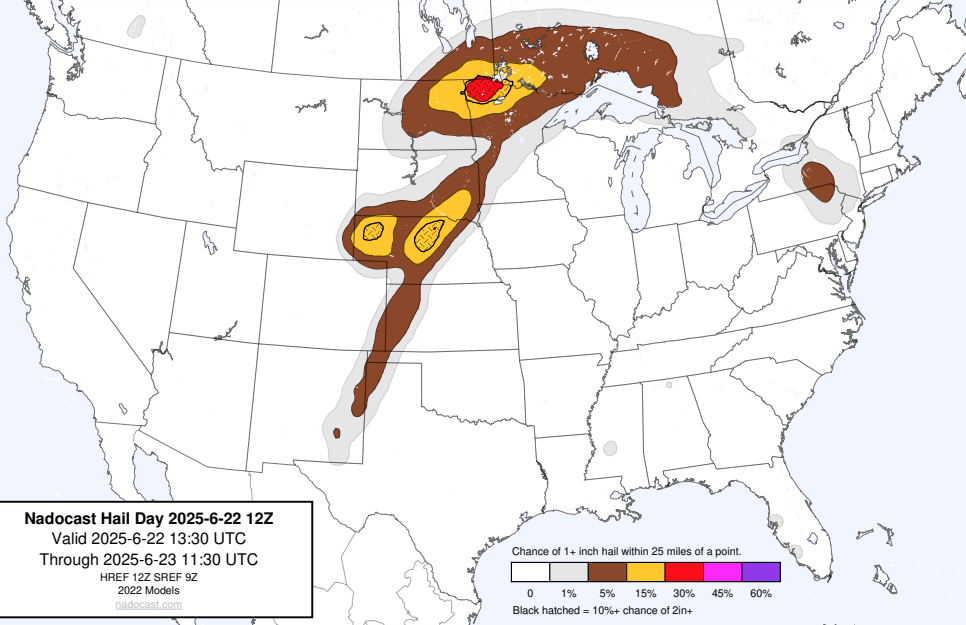 Nadocast Hail Day 2025-6-22 12Z
Valid 2025-6-22 13:30 UTC
Through 2025-6-23 11:30 UTC
HREF 12Z SREF 9Z
2022 Models
nadocast.com
Chance of 1+ inch hail within 25 miles of a point.
0 1% 5% 15% 30% 45% 60%
Black hatched = 10%+ chance of 2in+